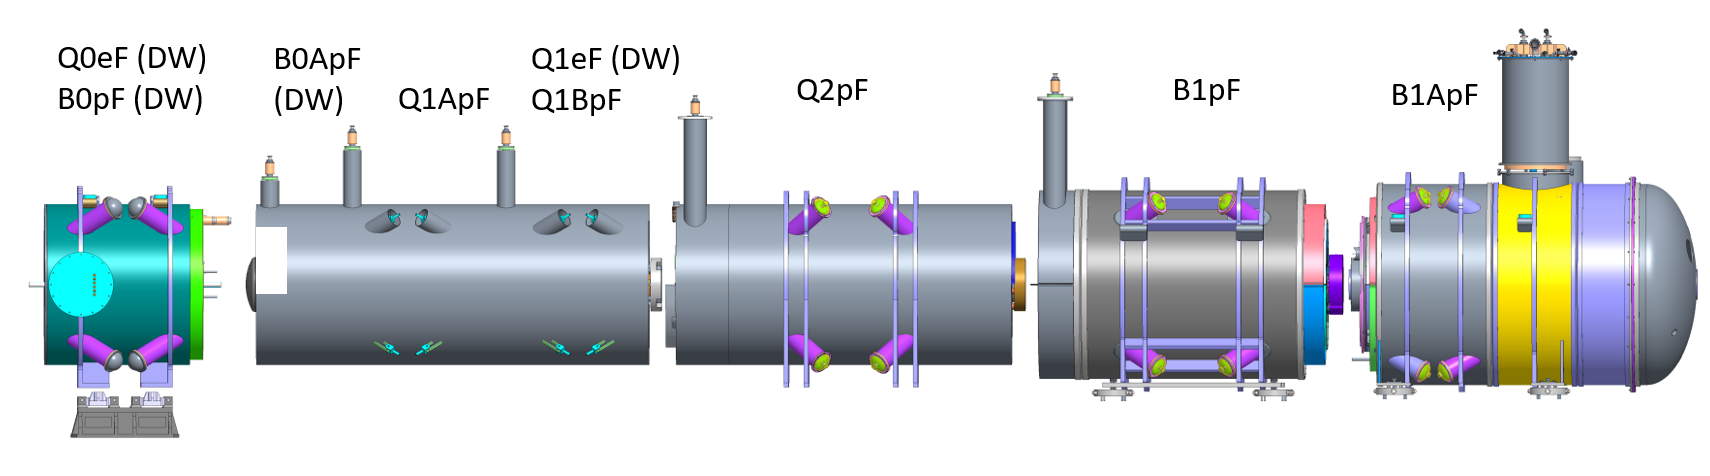 Q0eF (DW)
B0pF (DW)
B0ApF
(DW)
Q1ApF
Q1eF (DW)
Q1BpF
Q2pF
B1pF
B1ApF